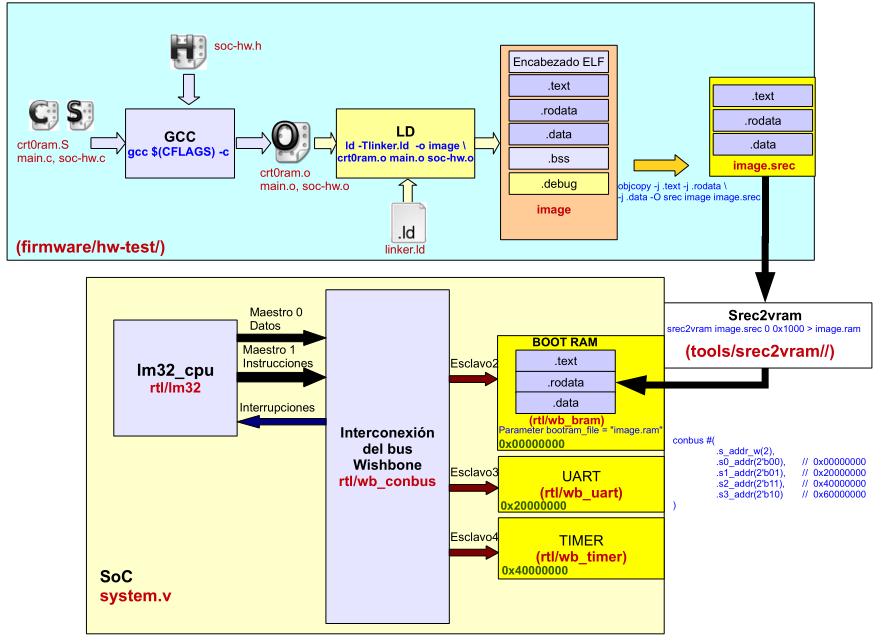 H
soc-hw.h
C S
crt0ram.S
main.c, soc-hw.c
GCC
gcc $(CFLAGS) -c
O
crt0ram.o
main.o, soc-hw.o
LD
ld -Tlinker.ld -o image \
crt0ram.o main.o soc-hw.o
.ld
linker.ld
Encabezado ELF
.text
.rodata
.data
.bss
.debug
image
objcopy -j .text -j .rodata \
-j .data -O srec image image.srec
.text
.rodata
.data
image.srec
(firmware/hw-test/)
Srec2vram
srec2vram image.srec 0 0x1000 > image.ram
(tools/srec2vram//)
lm32_cpu
rtl/lm32
Maestro 0
Datos
Maestro 1
Instrucciones
Interrupciones
Interconexión
del bus
Wishbone
rtl/wb_conbus
Esclavo2
BOOT RAM
.text
.rodata
.data
(rtl/wb_bram)
Parameter bootram_file = "image.ram"
0x00000000
Esclavo3
UART
(rtl/wb_uart)
0x20000000
Esclavo4
TIMER
(rtl/wb_timer)
0x40000000
conbus #(
.s_addr_w(2),
.s0_addr(2'b00), // 0x00000000
.s1_addr(2'b01), // 0x20000000
.s2_addr(2'b11), // 0x40000000
.s3_addr(2'b10) // 0x60000000
)
SoC
system.v